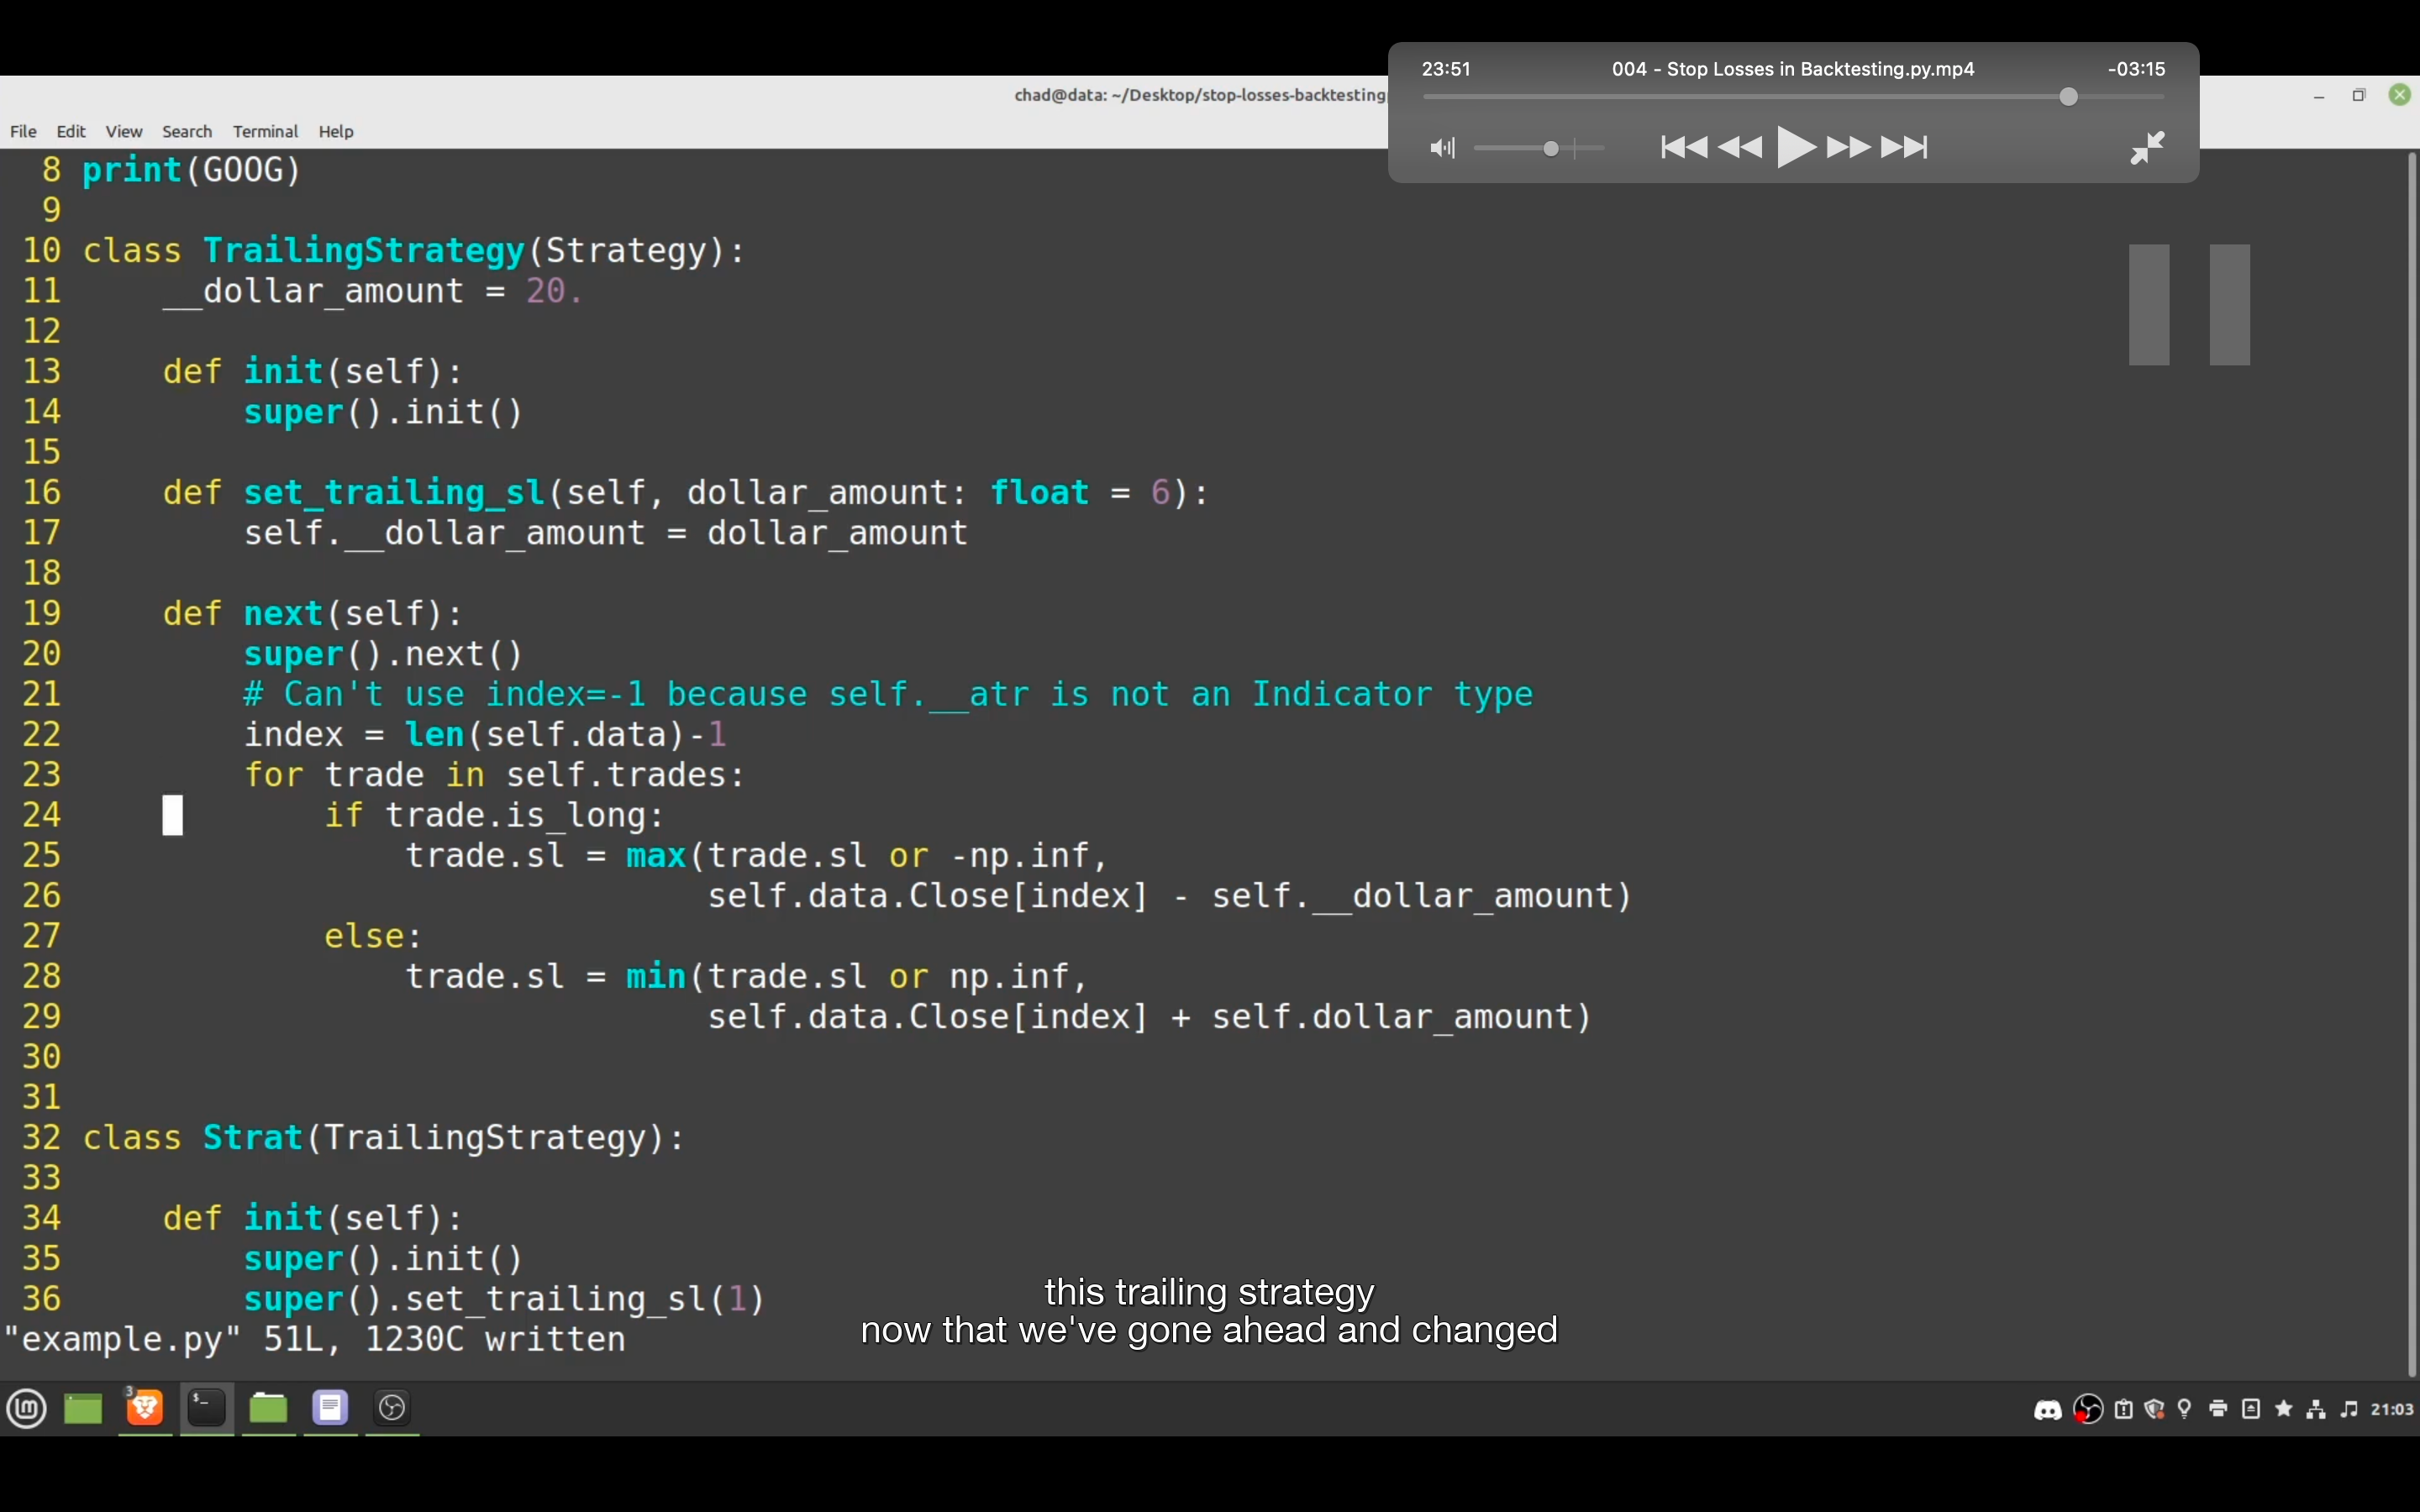 23:51 004 - Stop Losses in Backtesting.py.mp4 -03:15
chad@data: ~/Desktop/stop-losses-backtesting
File Edit View Search Terminal Help
8 print(GOOG)
9
10 class TrailingStrategy(Strategy):
11     __dollar_amount = 20.
12
13     def init(self):
14         super().init()
15
16     def set_trailing_sl(self, dollar_amount: float = 6):
17         self.__dollar_amount = dollar_amount
18
19     def next(self):
20         super().next()
21         # Can't use index=-1 because self.__atr is not an Indicator type
22         index = len(self.data)-1
23         for trade in self.trades:
24             if trade.is_long:
25                 trade.sl = max(trade.sl or -np.inf,
26                                self.data.Close[index] - self.__dollar_amount)
27             else:
28                 trade.sl = min(trade.sl or np.inf,
29                                self.data.Close[index] + self.dollar_amount)
30
31
32 class Strat(TrailingStrategy):
33
34     def init(self):
35         super().init()
36         super().set_trailing_sl(1)
"example.py" 51L, 1230C written
this trailing strategy
now that we've gone ahead and changed
3
$_
21:03